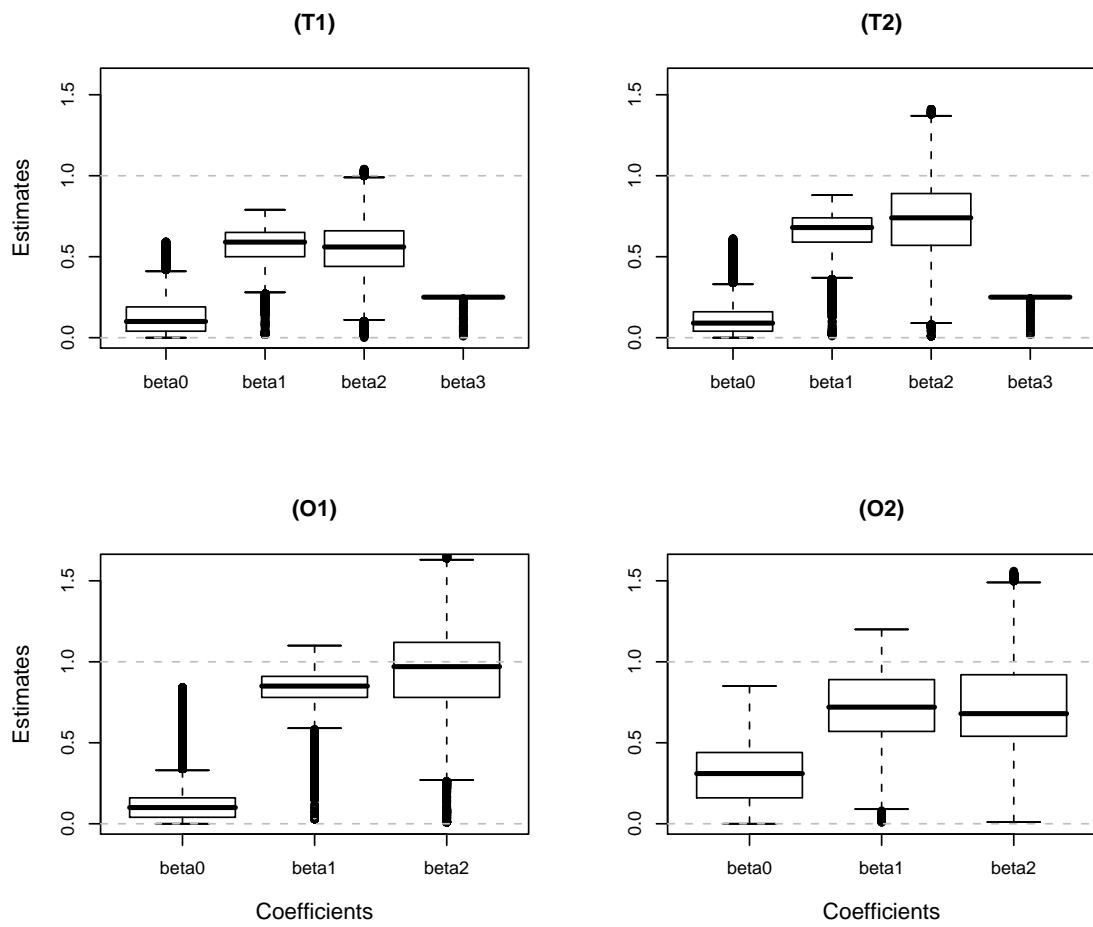 (T1)
(T2)
Estimates
1.5
1.0
0.5
0.0
1.5
1.0
0.5
0.0
beta0 beta1 beta2 beta3
beta0 beta1 beta2 beta3
(O1)
(O2)
Estimates
1.5
1.0
0.5
0.0
1.5
1.0
0.5
0.0
beta0 beta1 beta2
beta0 beta1 beta2
Coefficients
Coefficients